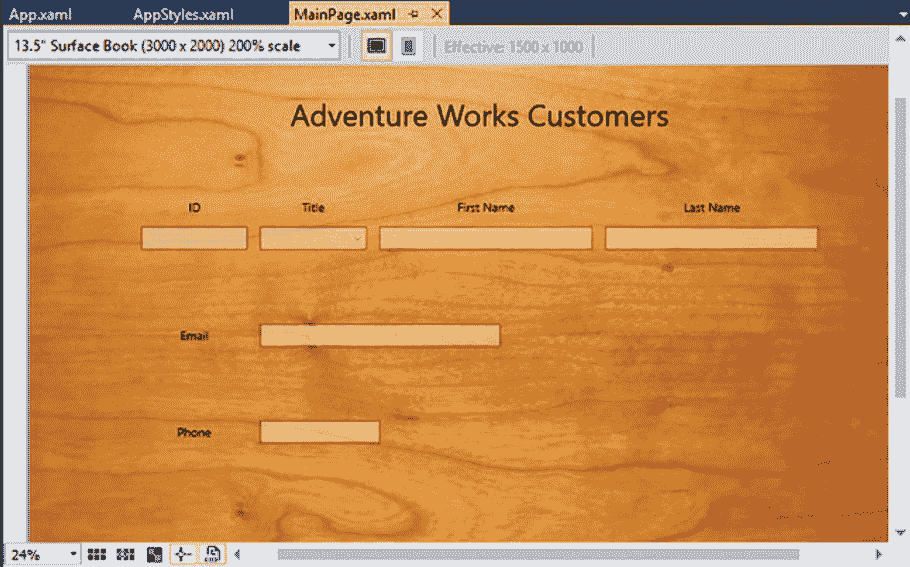 App.xaml AppStyles.xaml MainPage.xaml
13.5" Surface Book (3000 x 2000) 200% scale Effective: 1500 x 1000
Adventure Works Customers
ID Title First Name Last Name
Email
Phone
24%